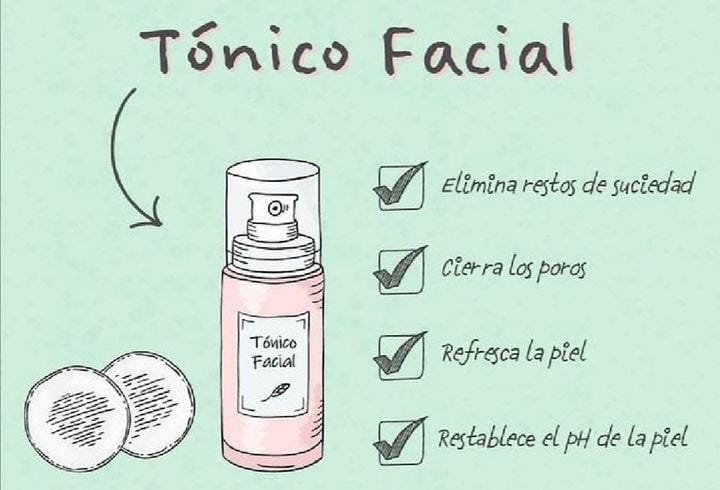 Tónico Facial
Elimina restos de suciedad
Cierra los poros
Tónico
Facial
Refresca la piel
Restablece el pH de la piel